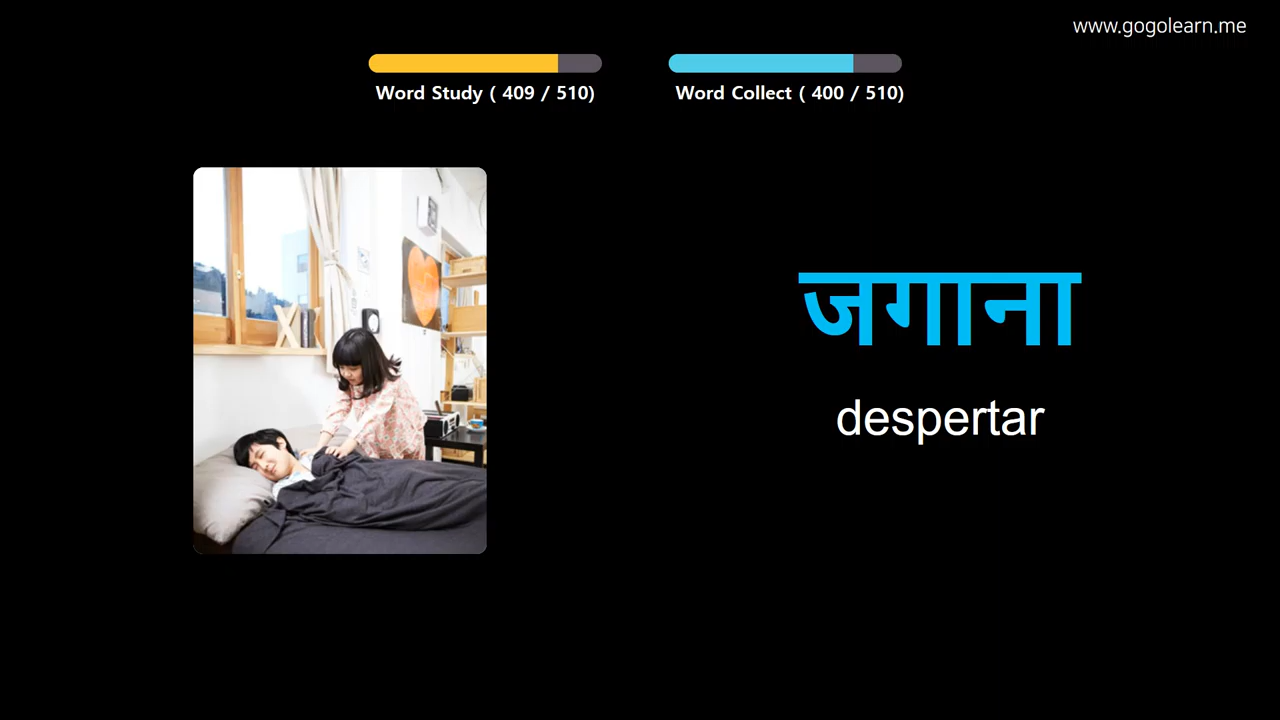 www.gogolearn.me
Word Study ( 409 / 510)
Word Collect ( 400 / 510)
जगाना
despertar